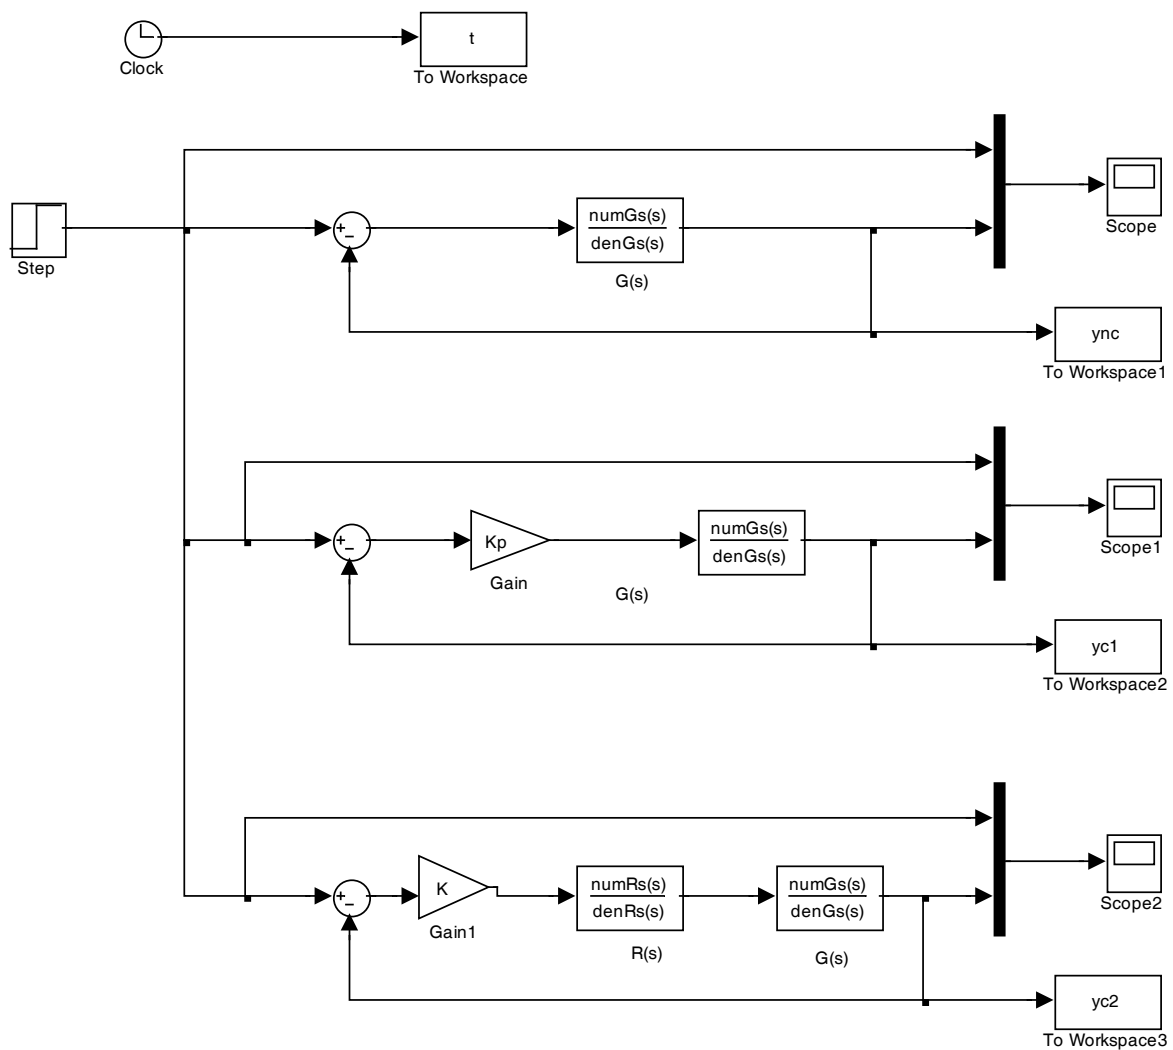 t
Clock
To Workspace
numGs(s)
denGs(s)
Step
G(s)
Scope
ync
To Workspace1
Kp
Gain
G(s)
numGs(s)
denGs(s)
Scope1
yc1
To Workspace2
K
Gain1
numRs(s)
denRs(s)
R(s)
numGs(s)
denGs(s)
G(s)
Scope2
yc2
To Workspace3